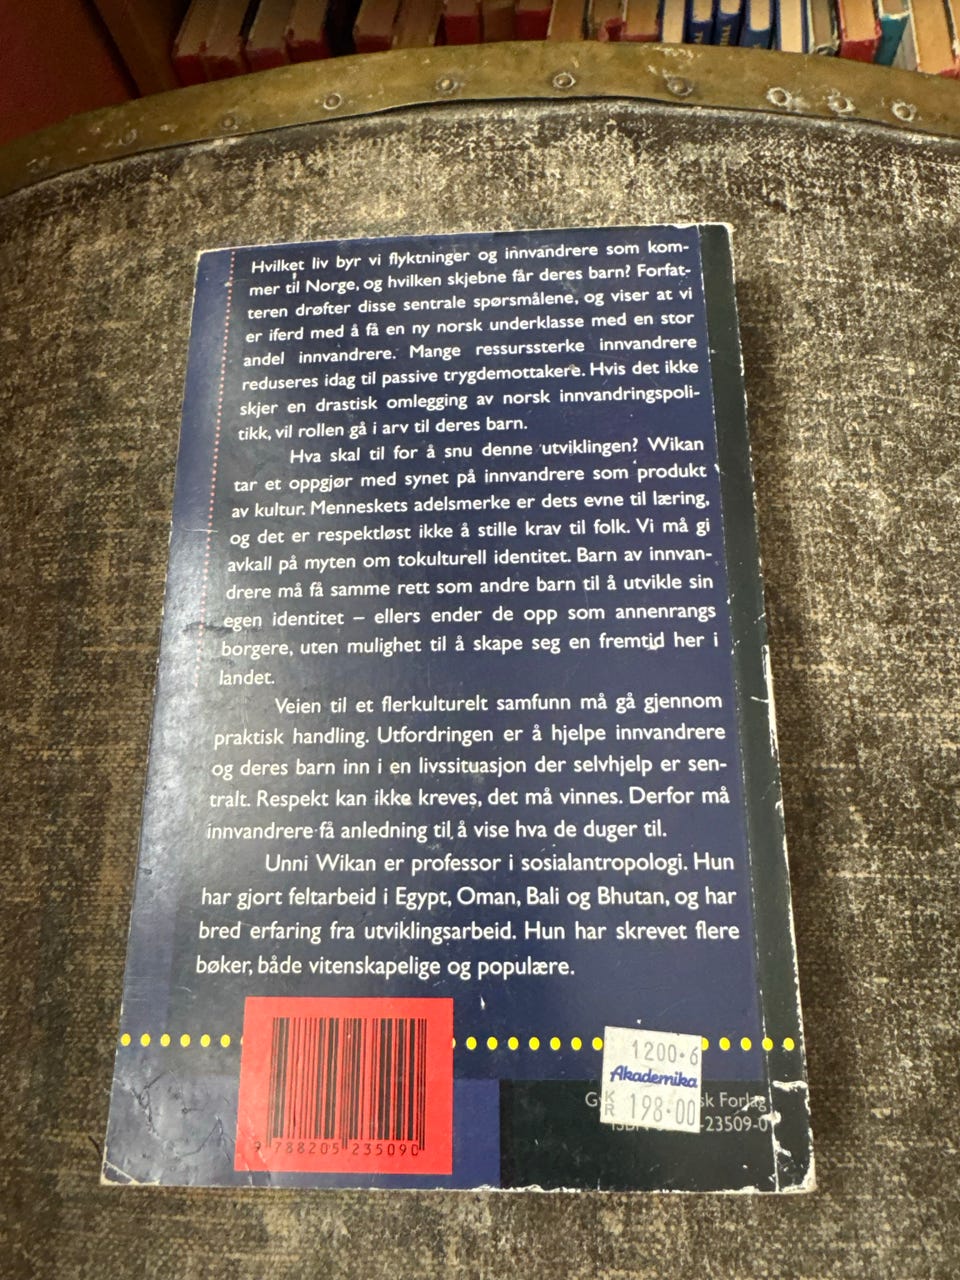 Hvilket liv byr vi flyktninger og innvandrere som kom-
mer til Norge, og hvilken skjebne får deres barn? Forfat-
teren drøfter disse sentrale spørsmålene, og viser at vi
er iferd med å få en ny norsk underklasse med en stor
andel innvandrere. Mange ressurssterke innvandrere
reduseres idag til passive trygdemottakere. Hvis det ikke
skjer en drastisk omlegging av norsk innvandringspoli-
tikk, vil rollen gå i arv til deres barn.
Hva skal til for å snu denne utviklingen? Wikan
tar et oppgjør med synet på innvandrere som produkt
av kultur. Menneskets adelsmerke er dets evne til læring,
og det er respektløst ikke å stille krav til folk. Vi må gi
avkall på myten om tokulturell identitet. Barn av innvan-
drere må få samme rett som andre barn til å utvikle sin
egen identitet – ellers ender de opp som annenrangs
borgere, uten mulighet til å skape seg en fremtid her i
landet.
Veien til et flerkulturelt samfunn må gå gjennom
praktisk handling. Utfordringen er å hjelpe innvandrere
og deres barn inn i en livssituasjon der selvhjelp er sen-
tralt. Respekt kan ikke kreves, det må vinnes. Derfor må
innvandrere få anledning til å vise hva de duger til.
Unni Wikan er professor i sosialantropologi. Hun
har gjort feltarbeid i Egypt, Oman, Bali og Bhutan, og har
bred erfaring fra utviklingsarbeid. Hun har skrevet flere
bøker, både vitenskapelige og populære.
1200·6
Akademika
KR 198·00
Forlag
-23509-0
9 788205 235090